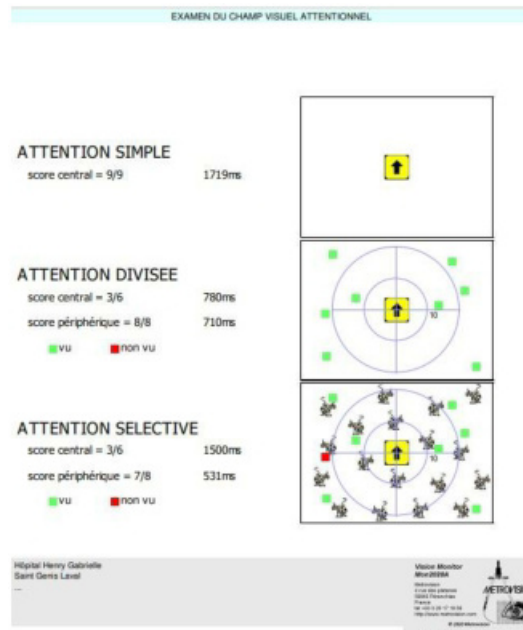 EXAMEN DU CHAMP VISUEL ATTENTIONNEL
ATTENTION SIMPLE
score central = 9/9 1719ms
ATTENTION DIVISEE
score central = 3/6 780ms
score périphérique = 8/8 710ms
vu non vu
10
ATTENTION SELECTIVE
score central = 3/6 1500ms
score périphérique = 7/8 531ms
vu non vu
10
Hôpital Henry Gabrielle
Saint Genis Laval
Vision Monitor
Metrovision
France
METROVISION